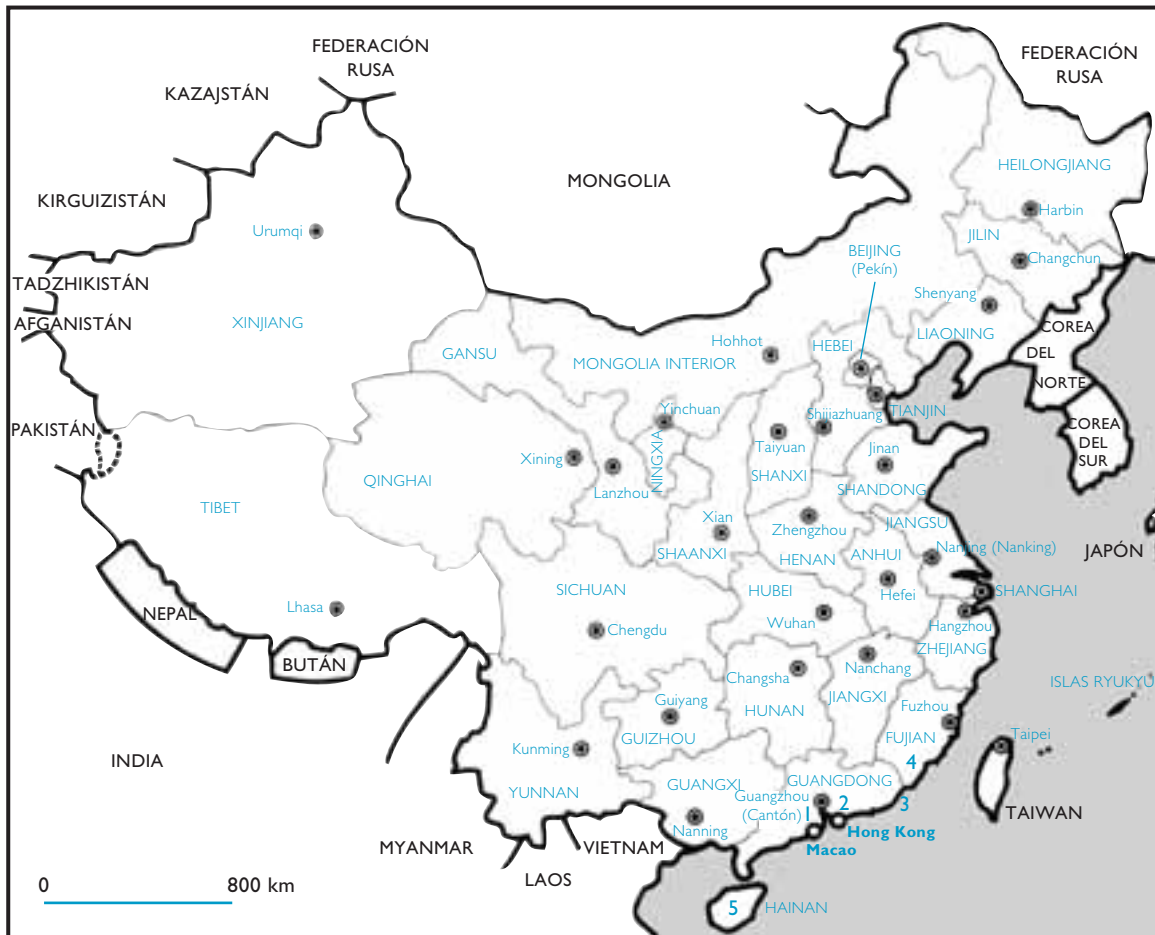 FEDERACIÓN
RUSA
FEDERACIÓN
RUSA
KAZAJSTÁN
MONGOLIA
HEILONGJIANG
KIRGUIZISTÁN
Harbin
Urumqi
JILIN
BEIJING
(Pekín)
Changchun
TADZHIKISTÁN
Shenyang
AFGANISTÁN
XINJIANG
LIAONING
COREA
DEL
NORTE
Hohhot
HEBEI
GANSU
MONGOLIA INTERIOR
Yinchuan
Shijiazhuang
TIANJIN
PAKISTÁN
COREA
DEL
SUR
Taiyuan
Jinan
NINGXIA
Xining
QINGHAI
Lanzhou
SHANXI
SHANDONG
TIBET
Xian
Zhengzhou
JIANGSU
SHAANXI
HENAN
ANHUI
Nanjing (Nanking)
JAPÓN
SICHUAN
HUBEI
Hefei
SHANGHAI
NEPAL
Lhasa
Wuhan
Hangzhou
Chengdu
ZHEJIANG
BUTÁN
Changsha
Nanchang
ISLAS RYUKYU
Guiyang
JIANGXI
Fuzhou
HUNAN
GUIZHOU
FUJIAN
Taipei
Kunming
INDIA
4
YUNNAN
GUANGXI
GUANGDONG
Guangzhou
(Cantón)
1
2
3
TAIWAN
Nanning
Hong Kong
Macao
MYANMAR
VIETNAM
LAOS
0
800 km
5
HAINAN